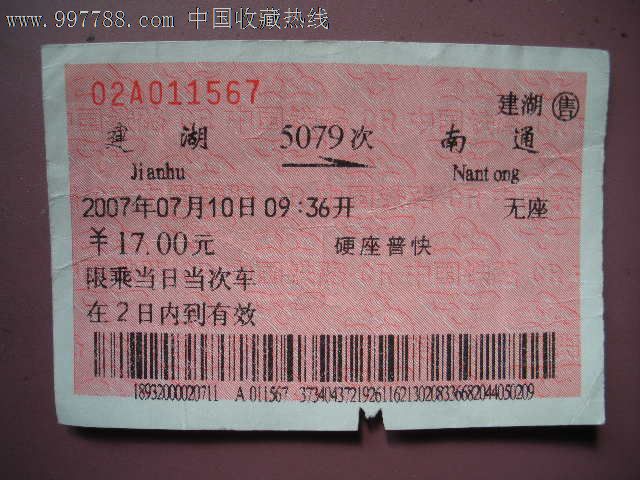 www.997788.com 中国收藏热线
02A011567
建湖 售
建湖 5079次 南通
Jianhu Nantong
2007年07月10日09:36开 无座
￥17.00元 硬座普快
限乘当日当次车
在2日内到有效
18932000020711 A011567 3734043721926116213020833668204405​0209